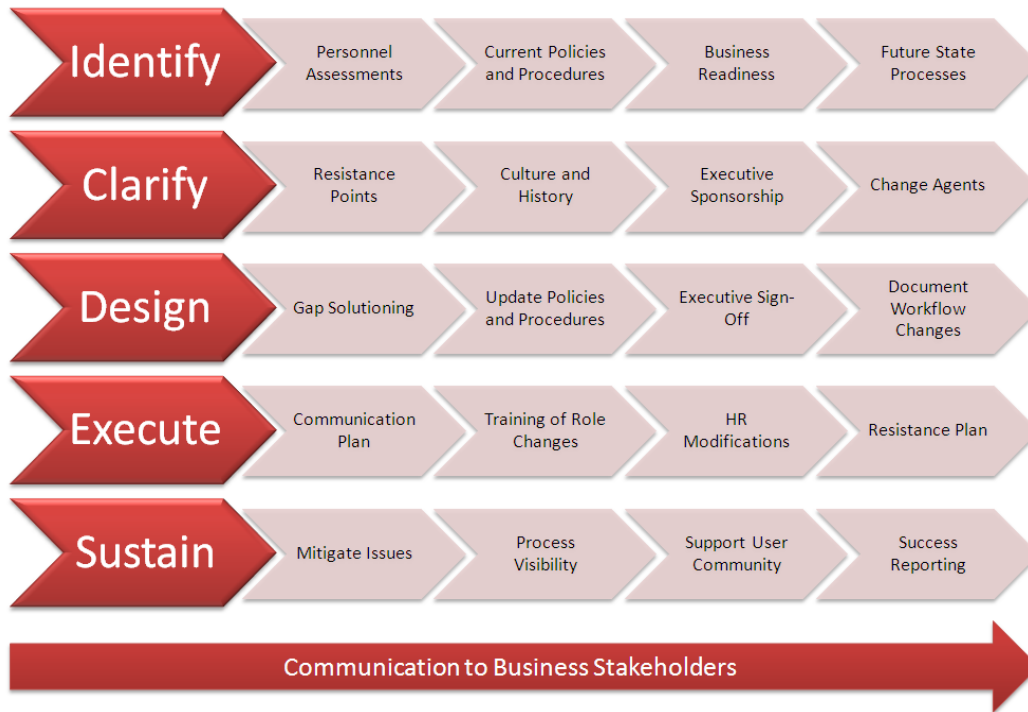 Identify
Personnel
Assessments
Current Policies
and Procedures
Business
Readiness
Future State
Processes
Clarify
Resistance
Points
Culture and
History
Executive
Sponsorship
Change Agents
Design
Gap Solutioning
Update Policies
and Procedures
Executive Sign-
Off
Document
Workflow
Changes
Execute
Communication
Plan
Training of Role
Changes
HR
Modifications
Resistance Plan
Sustain
Mitigate Issues
Process
Visibility
Support User
Community
Success
Reporting
Communication to Business Stakeholders